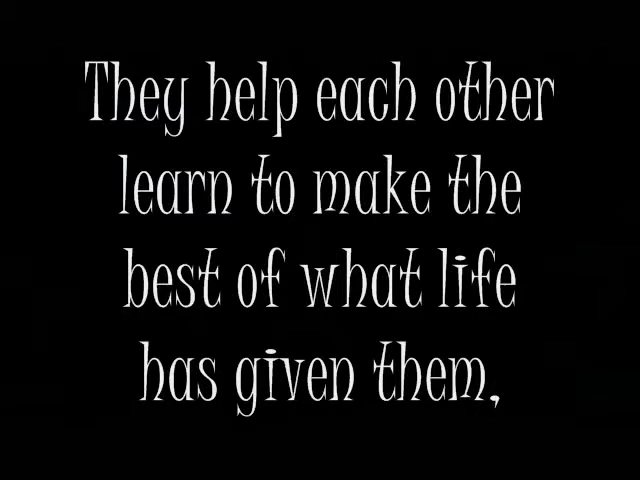 They help each other
learn to make the
best of what life
has given them,